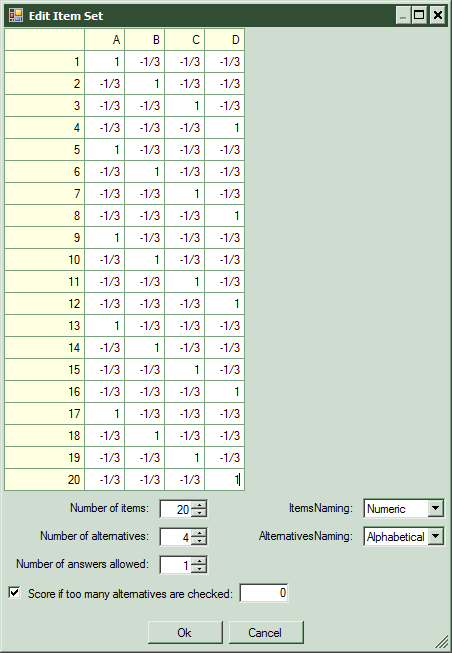 Edit Item Set
A B C D
1 1 -1/3 -1/3 -1/3
2 -1/3 1 -1/3 -1/3
3 -1/3 -1/3 1 -1/3
4 -1/3 -1/3 -1/3 1
5 1 -1/3 -1/3 -1/3
6 -1/3 1 -1/3 -1/3
7 -1/3 -1/3 1 -1/3
8 -1/3 -1/3 -1/3 1
9 1 -1/3 -1/3 -1/3
10 -1/3 1 -1/3 -1/3
11 -1/3 -1/3 1 -1/3
12 -1/3 -1/3 -1/3 1
13 1 -1/3 -1/3 -1/3
14 -1/3 1 -1/3 -1/3
15 -1/3 -1/3 1 -1/3
16 -1/3 -1/3 -1/3 1
17 1 -1/3 -1/3 -1/3
18 -1/3 1 -1/3 -1/3
19 -1/3 -1/3 1 -1/3
20 -1/3 -1/3 -1/3 1
Number of items: 20 ItemsNaming: Numeric
Number of alternatives: 4 AlternativesNaming: Alphabetical
Number of answers allowed: 1
Score if too many alternatives are checked: 0
Ok Cancel